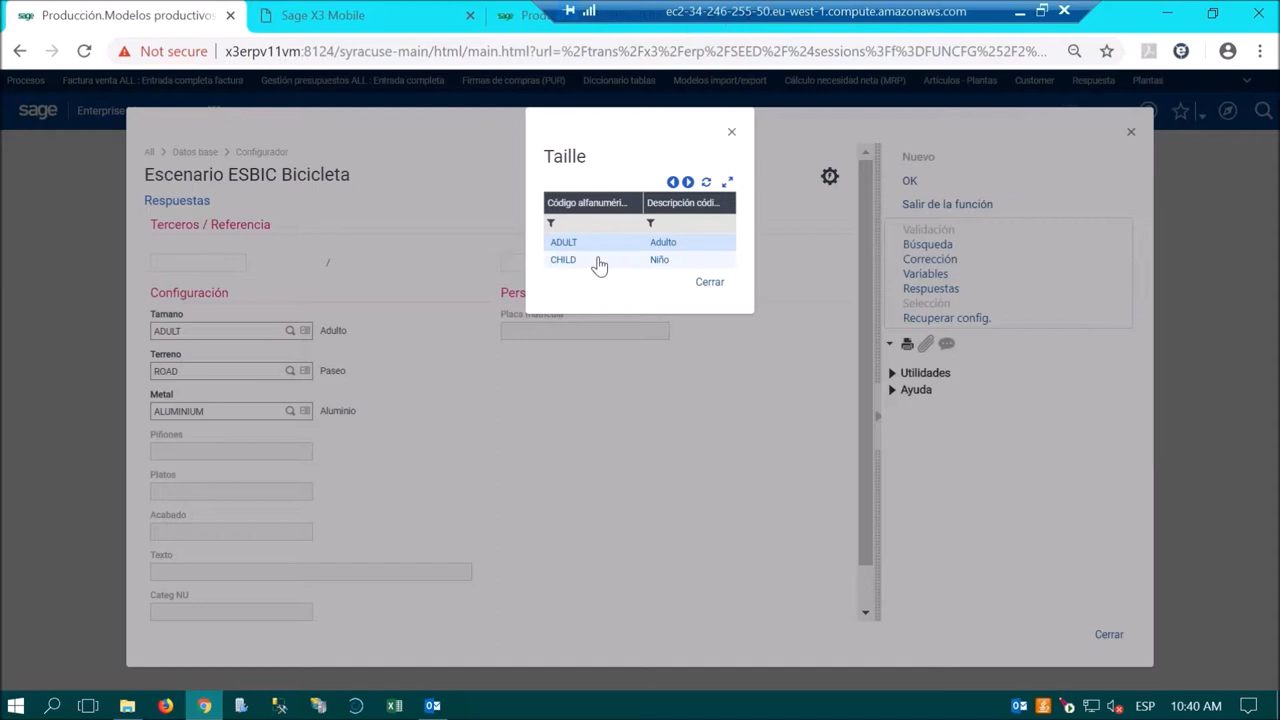 Producción.Modelos productivos
Sage X3 Mobile
ec2-34-246-255-50.eu-west-1.compute.amazonaws.com
Not secure
x3erpv11vm:8124/syracuse-main/html/main.html?url=%2Ftrans%2Fx3%2Ferp%2FSEED%2F%24sessions%3Ff%3DFUNCFG%252F2%...
Procesos
Factura venta ALL : Entrada completa factura
Gestión presupuestos ALL : Entrada completa
Firmas de compras (PUR)
Diccionario tablas
Modelos import/export
Cálculo necesidad neta (MRP)
Artículos - Plantas
Customer
Respuesta
Plantas
sage
Enterprise
All > Datos base > Configurador
Escenario ESBIC Bicicleta
Respuestas
Terceros / Referencia
/
Configuración
Tamano
ADULT
Adulto
Terreno
ROAD
Paseo
Metal
ALUMINIUM
Aluminio
Piñones
Platos
Acabado
Texto
Categ NU
Pers
Placa matrícula
Taille
Código alfanuméri...
Descripción códi...
ADULT
Adulto
CHILD
Niño
Cerrar
Nuevo
OK
Salir de la función
Validación
Búsqueda
Corrección
Variables
Respuestas
Selección
Recuperar config.
Utilidades
Ayuda
Cerrar
ESP
10:40 AM